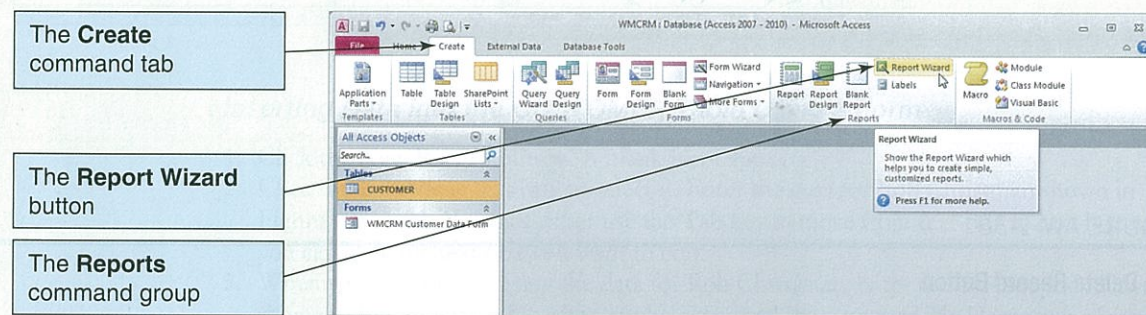 The Create
command tab
The Report Wizard
button
The Reports
command group
WMCRM : Database (Access 2007 - 2010) - Microsoft Access
File Home Create External Data Database Tools
Application Parts
Table
Table Design
SharePoint Lists
Templates
Tables
Query Wizard
Query Design
Queries
Form
Form Design
Blank Form
Form Wizard
Navigation
More Forms
Forms
Report
Report Design
Blank Report
Report Wizard
Labels
Reports
Macro
Module
Class Module
Visual Basic
Macros & Code
All Access Objects
Search...
Tables
CUSTOMER
Forms
WMCRM Customer Data Form
Report Wizard
Show the Report Wizard which
helps you to create simple,
customized reports.
Press F1 for more help.